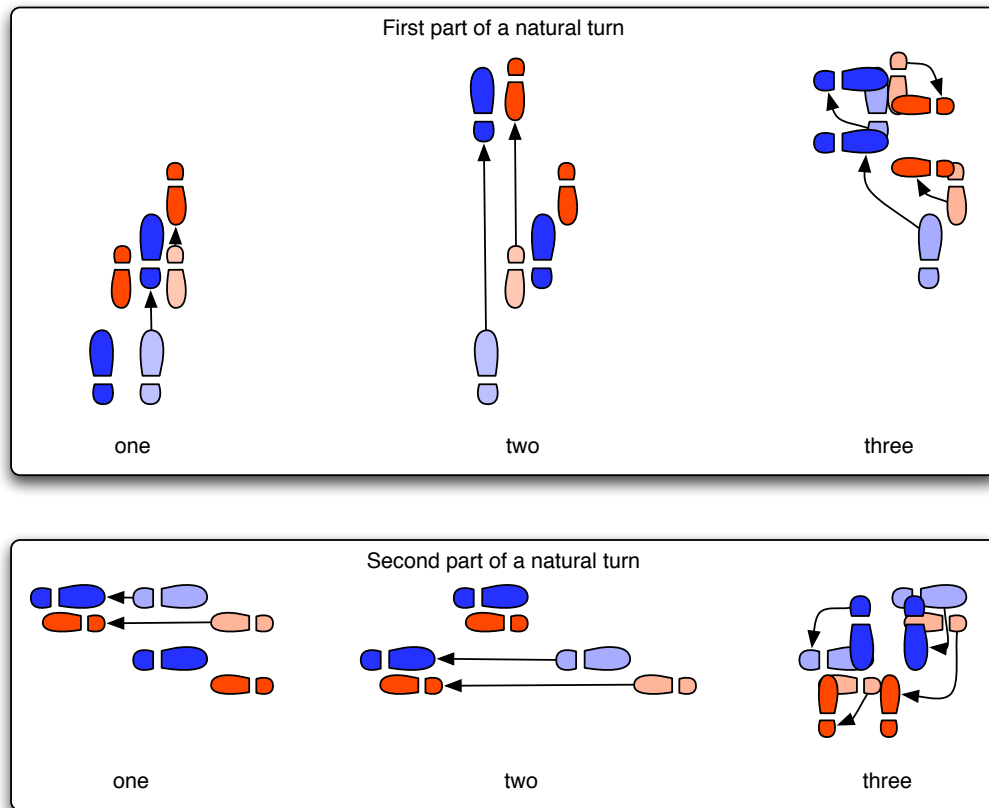 First part of a natural turn
one
two
three
Second part of a natural turn
one
two
three